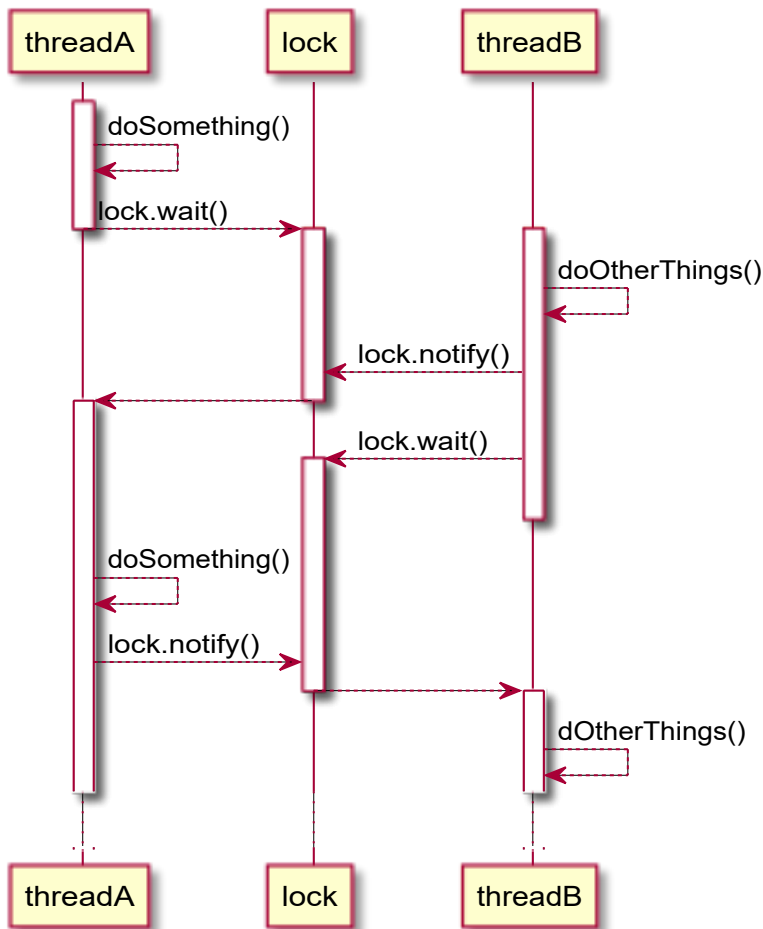 threadA
lock
threadB
doSomething()
lock.wait()
doOtherThings()
lock.notify()
lock.wait()
doSomething()
lock.notify()
dOtherThings()
threadA
lock
threadB